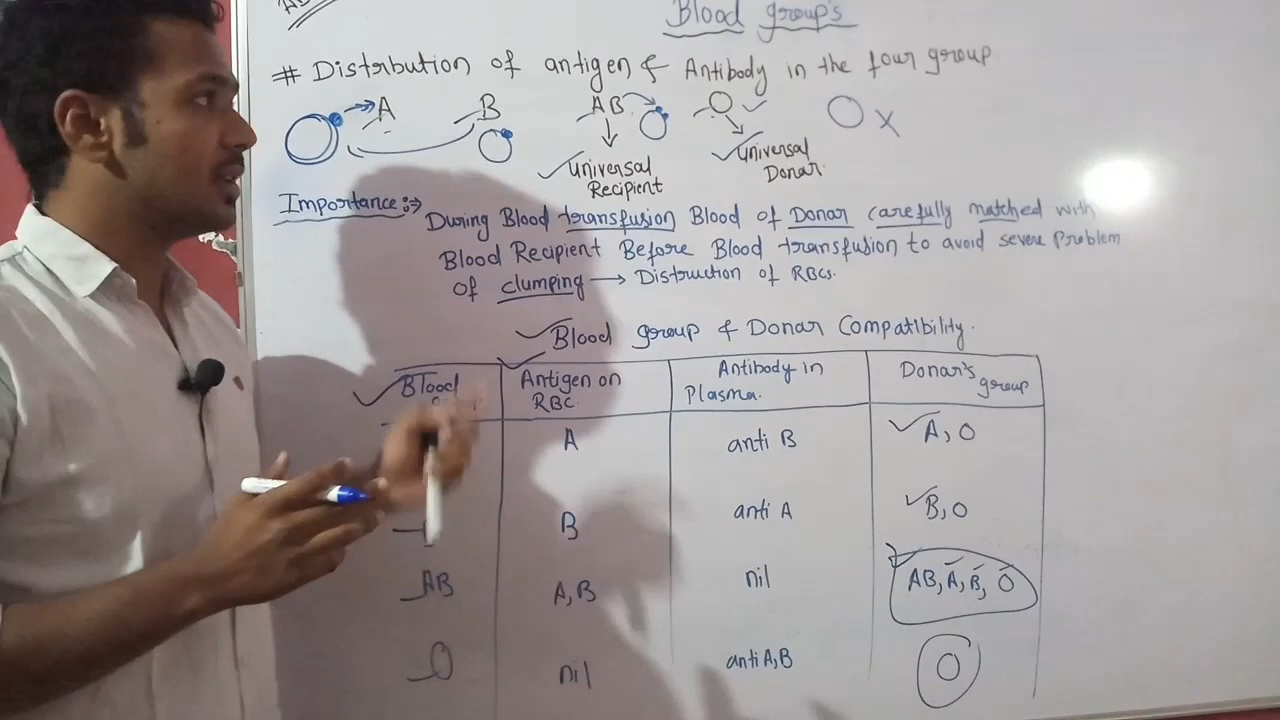 Blood group's
# Distribution of antigen & Antibody in the four group
A B AB O O X
Universal Recipient
Universal Donar.
Importance :→ During Blood transfusion Blood of Donar carefully matched with
Blood Recipient Before Blood transfusion to avoid severe problem
of clumping → Distruction of RBCs.
Blood group & Donar Compatibility.
Blood Antigen on RBC Antibody in Plasma. Donar's group
A anti B A, O
B anti A B, O
AB A, B nil AB, A, B, O
O nil anti A, B O